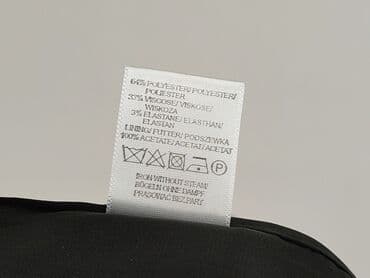 64% POLYESTER/ POLYESTER/
POLIESTER
33% VISCOSE/ VISKOSE/
WISKOZA
3% ELASTANE/ ELASTHAN/
ELASTAN
LINING/ FUTTER/ PODSZEWKA
100% ACETATE/ ACETAT/ ACETAT
P
IRON WITHOUT STEAM/
BÜGELN OHNE DAMPF
PRASOWAĆ BEZ PARY